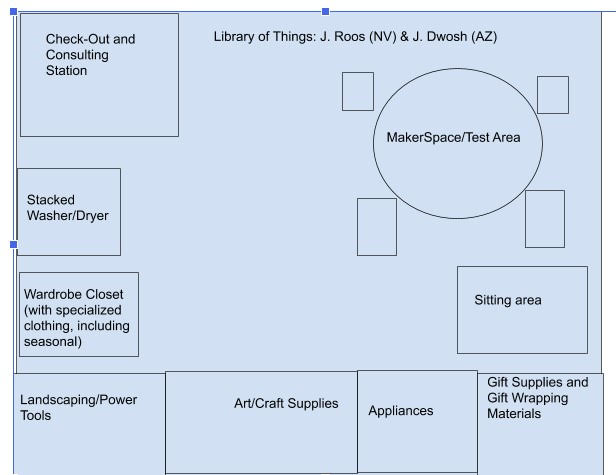 Library of Things: J. Roos (NV) & J. Dwosh (AZ)
Check-Out and
Consulting
Station
MakerSpace/Test Area
Stacked
Washer/Dryer
Wardrobe Closet
(with specialized
clothing, including
seasonal)
Sitting area
Landscaping/Power
Tools
Art/Craft Supplies
Appliances
Gift Supplies and
Gift Wrapping
Materials